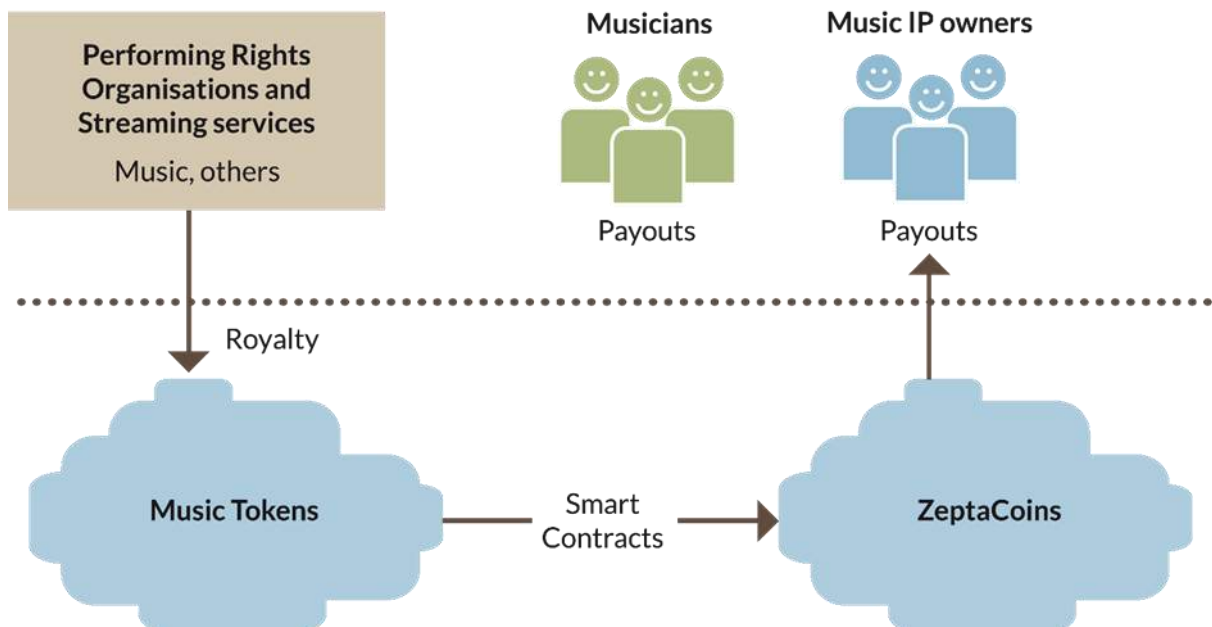 Performing Rights
Organisations and
Streaming services
Music, others
Musicians
Payouts
Music IP owners
Payouts
Royalty
Music Tokens
Smart
Contracts
ZeptaCoins